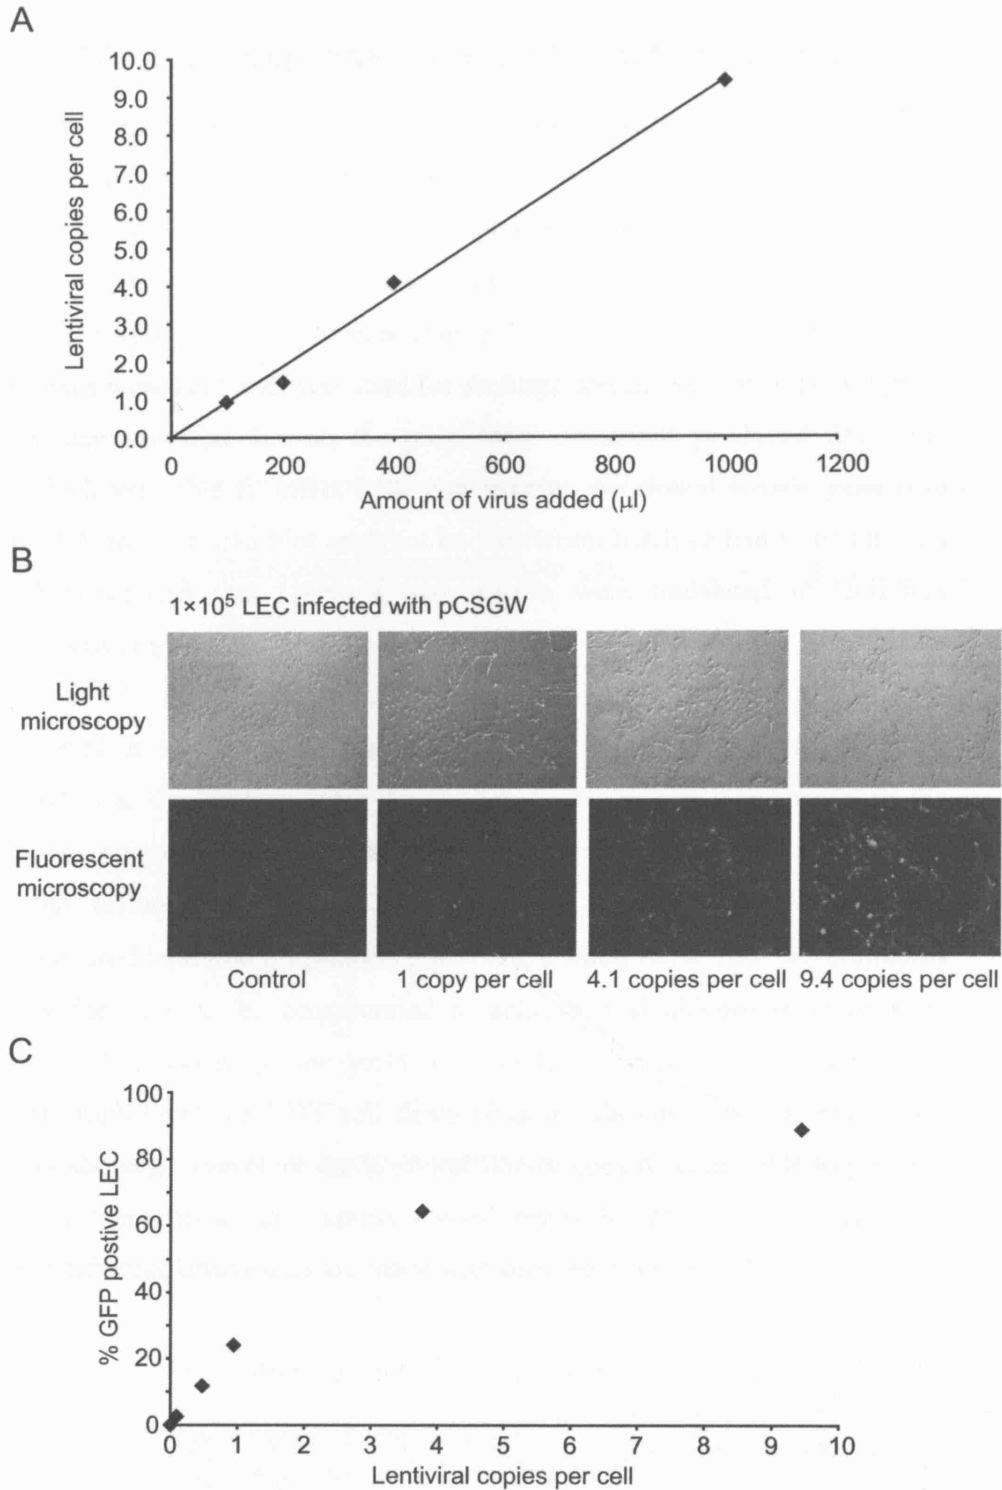 A
10.0
9.0
8.0
7.0
6.0
5.0
4.0
3.0
2.0
1.0
0.0
Lentiviral copies per cell
0 200 400 600 800 1000 1200
Amount of virus added (µl)
B
1×10⁵ LEC infected with pCSGW
Light
microscopy
Fluorescent
microscopy
Control 1 copy per cell 4.1 copies per cell 9.4 copies per cell
C
100
80
60
40
20
0
% GFP postive LEC
0 1 2 3 4 5 6 7 8 9 10
Lentiviral copies per cell